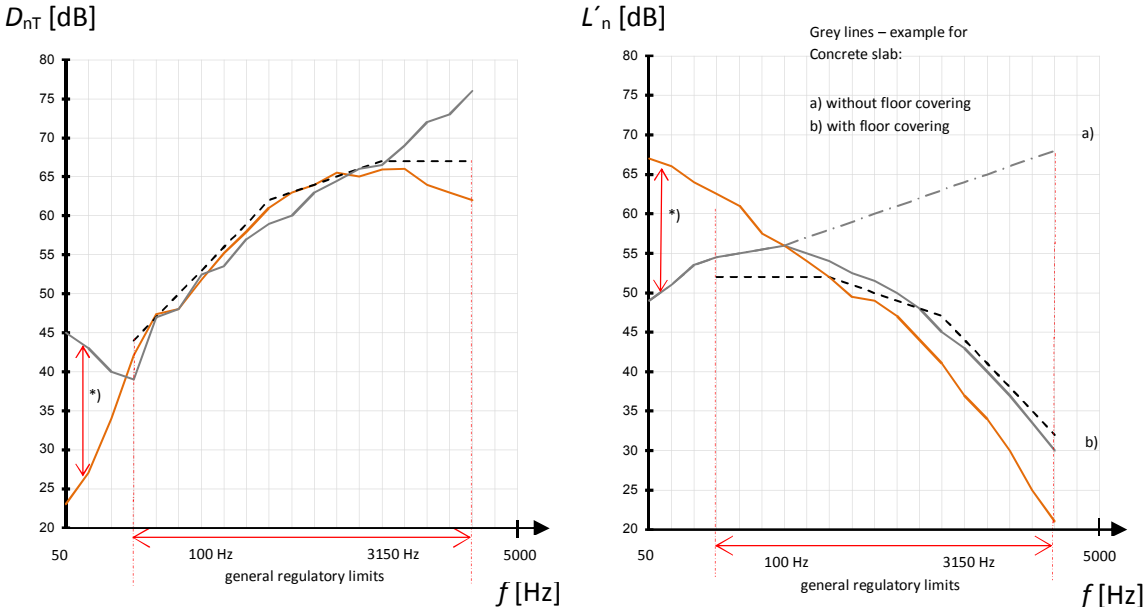 D_nT [dB]
80
75
70
65
60
55
50
45
40
35
30
25
20
*)
50
100 Hz
3150 Hz
5000
general regulatory limits
f [Hz]
L´_n [dB]
Grey lines – example for
Concrete slab:
a) without floor covering
b) with floor covering
80
75
70
65
60
55
50
45
40
35
30
25
20
*)
a)
b)
50
100 Hz
3150 Hz
5000
general regulatory limits
f [Hz]